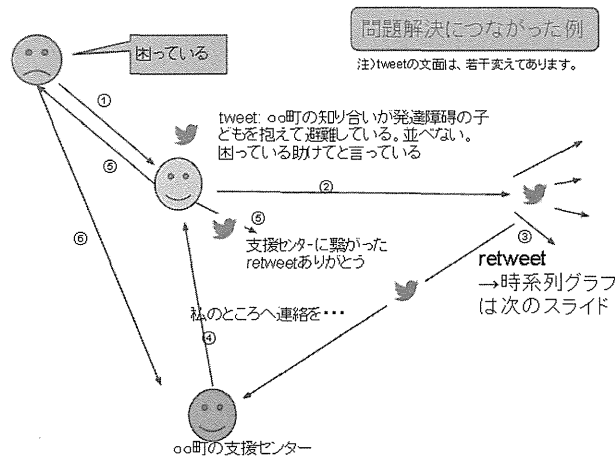 問題解決につながった例
注)tweetの文面は、若干変えてあります。
困っている
①
tweet: ○○町の知り合いが発達障碍の子
どもを抱えて避難している。並べない。
困っている助けてと言っている
⑤
②
⑥
⑤
支援センターに繋がった
retweetありがとう
③
retweet
→時系列グラフ
は次のスライド
私のところへ連絡を・・・
④
○○町の支援センター